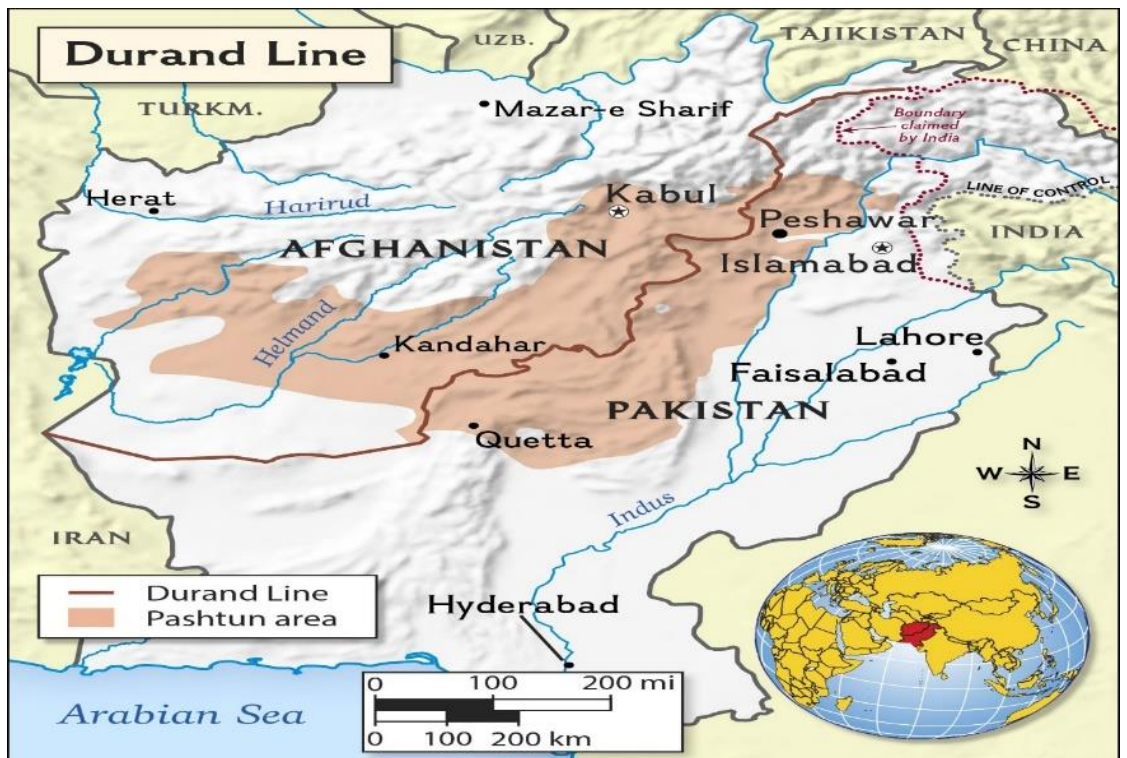 Durand Line
UZB.
TAJIKISTAN
CHINA
TURKM.
Mazar-e Sharif
Boundary
claimed
by India
LINE OF CONTROL
Herat
Harirud
Kabul
Peshawar
INDIA
AFGHANISTAN
Islamabad
Helmand
Kandahar
Lahore
Faisalabad
PAKISTAN
Quetta
N
W E
S
Indus
IRAN
Durand Line
Pashtun area
Hyderabad
0 100 200 mi
0 100 200 km
Arabian Sea